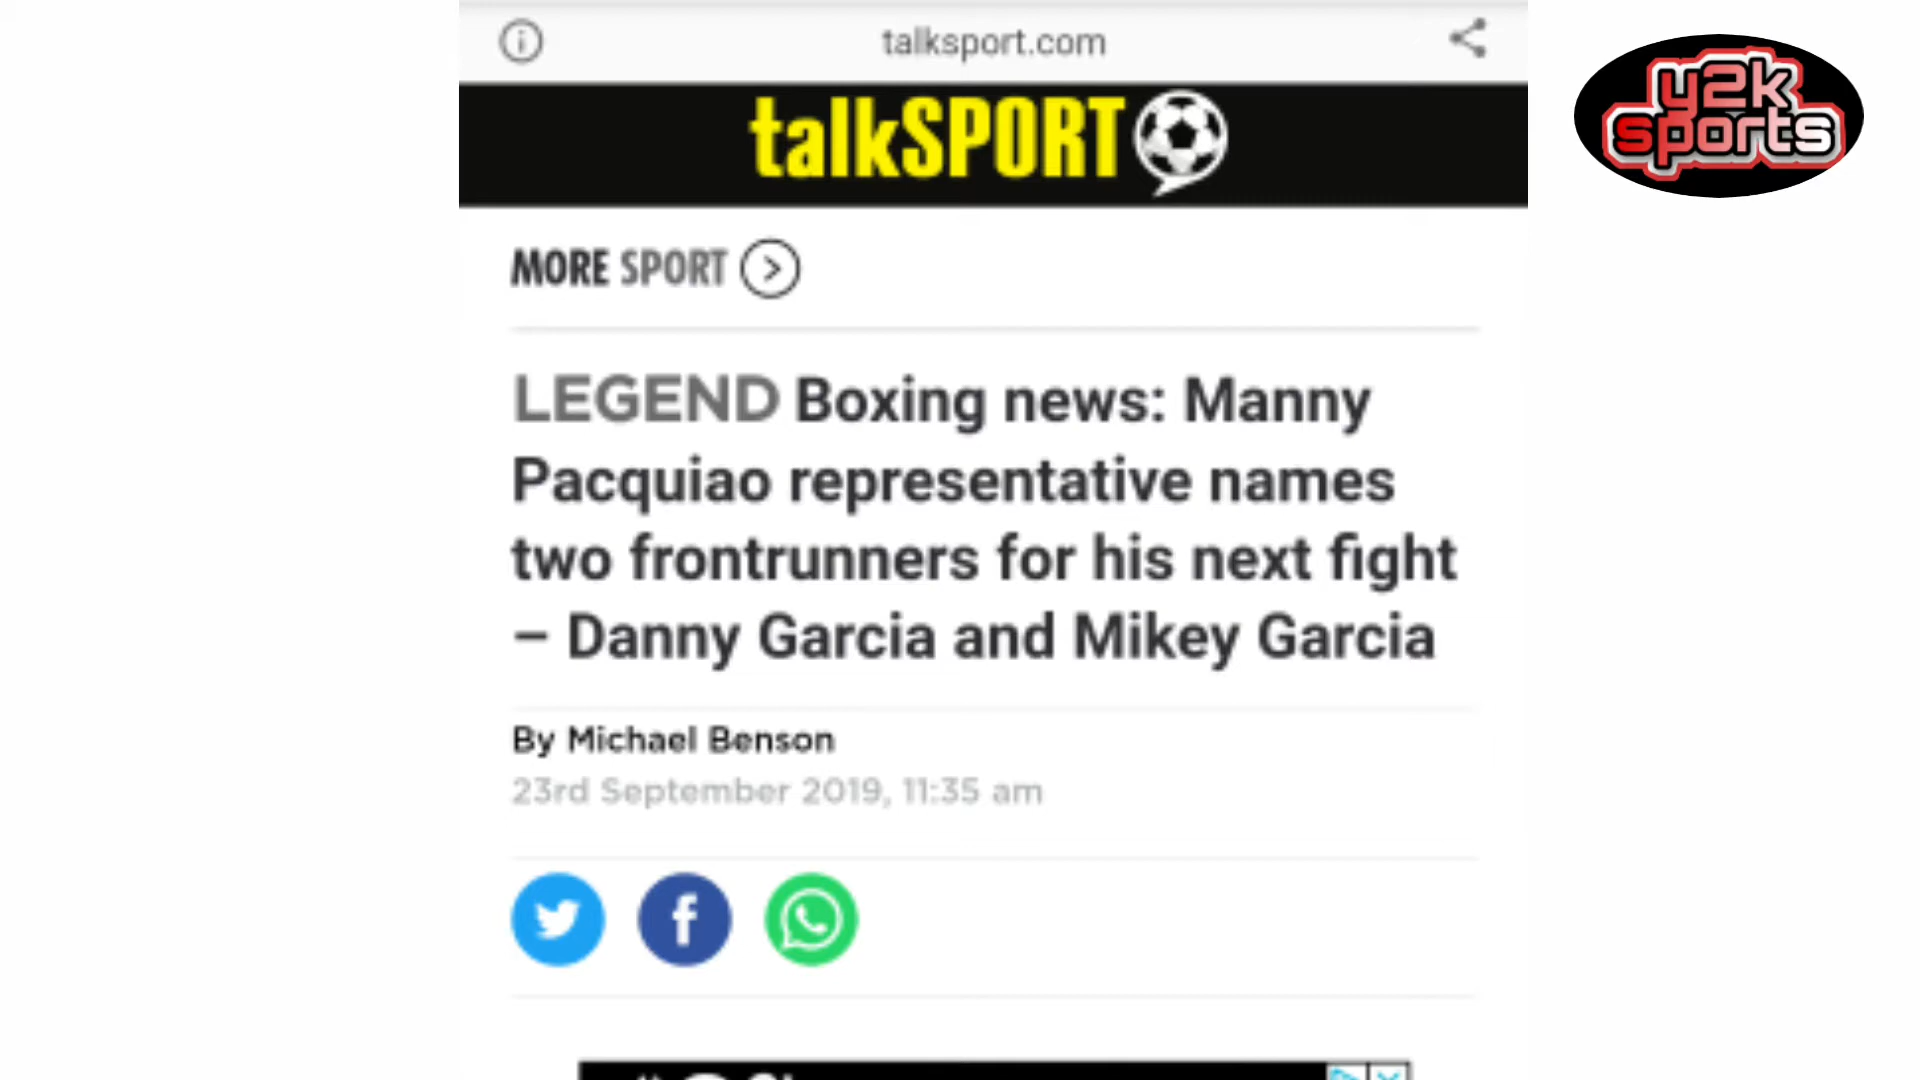 talksport.com
talkSPORT
y2k
sports
MORE SPORT
LEGEND Boxing news: Manny
Pacquiao representative names
two frontrunners for his next fight
– Danny Garcia and Mikey Garcia
By Michael Benson
23rd September 2019, 11:35 am